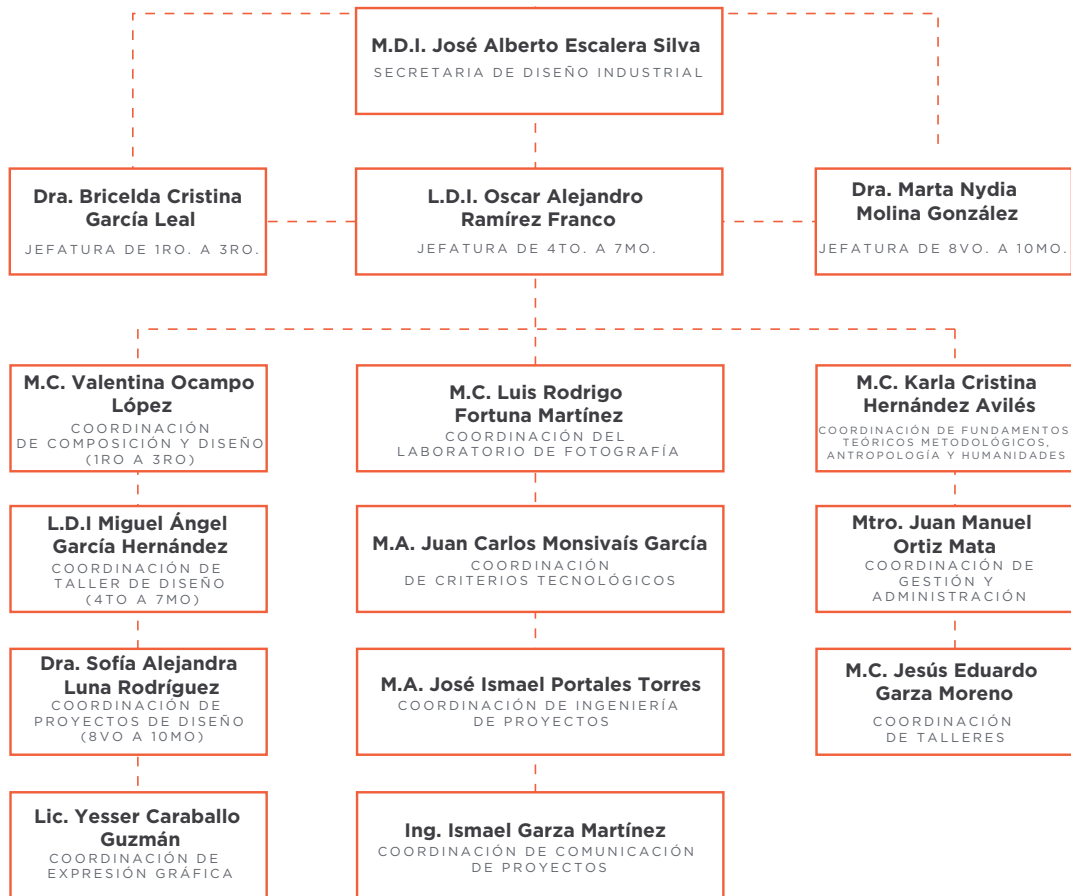 M.D.I. José Alberto Escalera Silva
SECRETARIA DE DISEÑO INDUSTRIAL
Dra. Bricelda Cristina
García Leal
JEFATURA DE 1RO. A 3RO.
L.D.I. Oscar Alejandro
Ramírez Franco
JEFATURA DE 4TO. A 7MO.
Dra. Marta Nydia
Molina González
JEFATURA DE 8VO. A 10MO.
M.C. Valentina Ocampo
López
COORDINACIÓN
DE COMPOSICIÓN Y DISEÑO
(1RO A 3RO)
M.C. Luis Rodrigo
Fortuna Martínez
COORDINACIÓN DEL
LABORATORIO DE FOTOGRAFÍA
M.C. Karla Cristina
Hernández Avilés
COORDINACIÓN DE FUNDAMENTOS
TEÓRICOS METODOLÓGICOS,
ANTROPOLOGÍA Y HUMANIDADES
L.D.I Miguel Ángel
García Hernández
COORDINACIÓN DE
TALLER DE DISEÑO
(4TO A 7MO)
M.A. Juan Carlos Monsivaís García
COORDINACIÓN
DE CRITERIOS TECNOLÓGICOS
Mtro. Juan Manuel
Ortiz Mata
COORDINACIÓN DE
GESTIÓN Y
ADMINISTRACIÓN
Dra. Sofía Alejandra
Luna Rodríguez
COORDINACIÓN DE
PROYECTOS DE DISEÑO
(8VO A 10MO)
M.A. José Ismael Portales Torres
COORDINACIÓN DE INGENIERÍA
DE PROYECTOS
M.C. Jesús Eduardo
Garza Moreno
COORDINACIÓN
DE TALLERES
Lic. Yesser Caraballo
Guzmán
COORDINACIÓN DE
EXPRESIÓN GRÁFICA
Ing. Ismael Garza Martínez
COORDINACIÓN DE COMUNICACIÓN
DE PROYECTOS